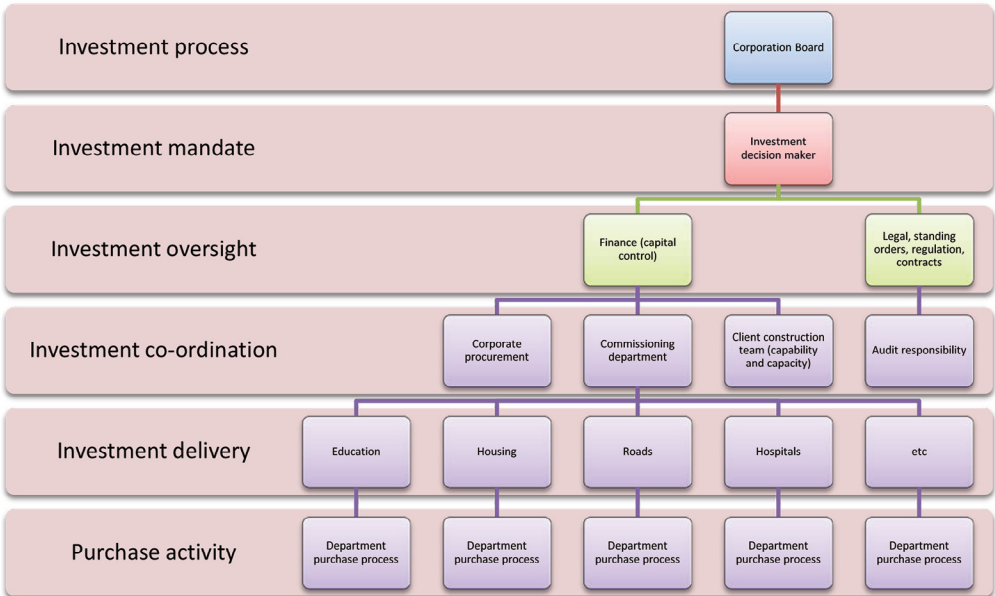 Investment process
Corporation Board
Investment mandate
Investment
decision maker
Investment oversight
Finance (capital
control)
Legal, standing
orders, regulation,
contracts
Investment co-ordination
Corporate
procurement
Commissioning
department
Client construction
team (capability
and capacity)
Audit responsibility
Investment delivery
Education
Housing
Roads
Hospitals
etc
Purchase activity
Department
purchase process
Department
purchase process
Department
purchase process
Department
purchase process
Department
purchase process